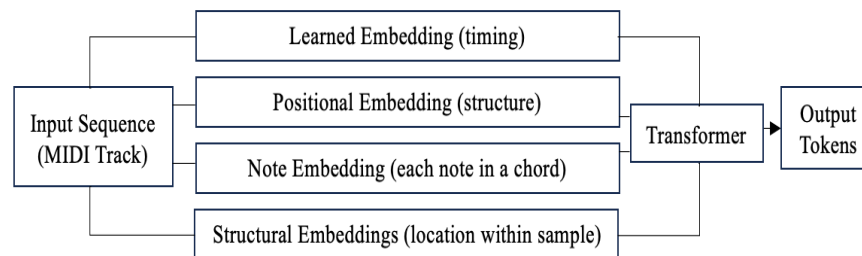 Learned Embedding (timing)
Positional Embedding (structure)
Input Sequence
(MIDI Track)
Note Embedding (each note in a chord)
Structural Embeddings (location within sample)
Transformer
Output
Tokens